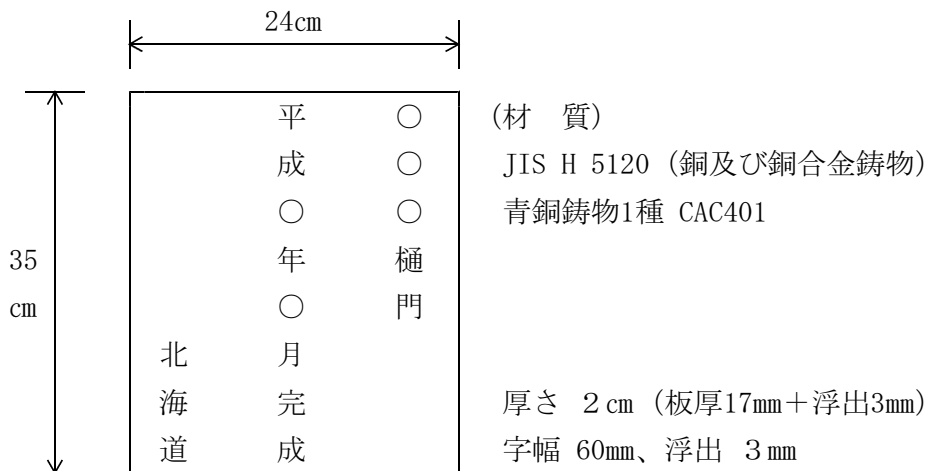 24cm
35
cm
○○○樋門
平成○年○月完成
北海道
(材　質)
JIS H 5120 (銅及び銅合金鋳物)
青銅鋳物1種 CAC401
厚さ ２cm (板厚17mm＋浮出3mm)
字幅 60mm、浮出 ３mm